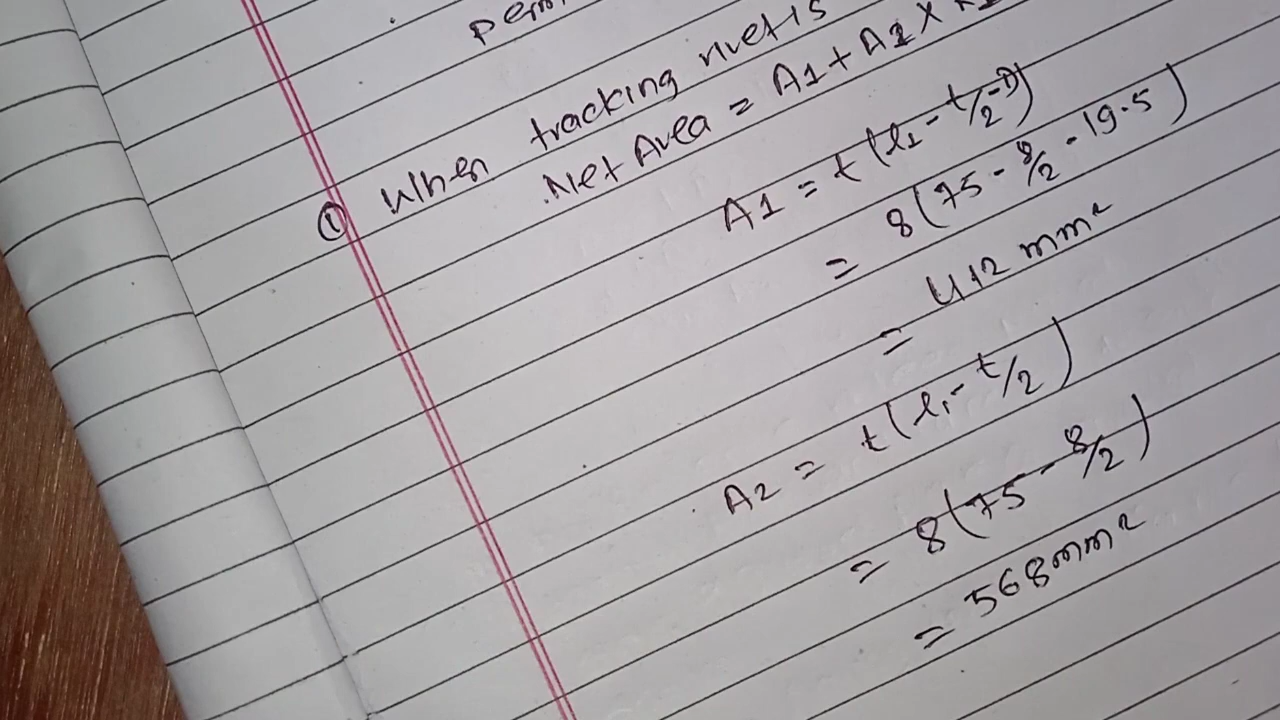 ① When tracking rivet is
Net Area = A1 + A2 ×
A1 = t (l1 - t/2 - D)
= 8 (75 - 8/2 - 19.5)
= 412 mm²
A2 = t (l1 - t/2)
= 8 (75 - 8/2)
= 568 mm²